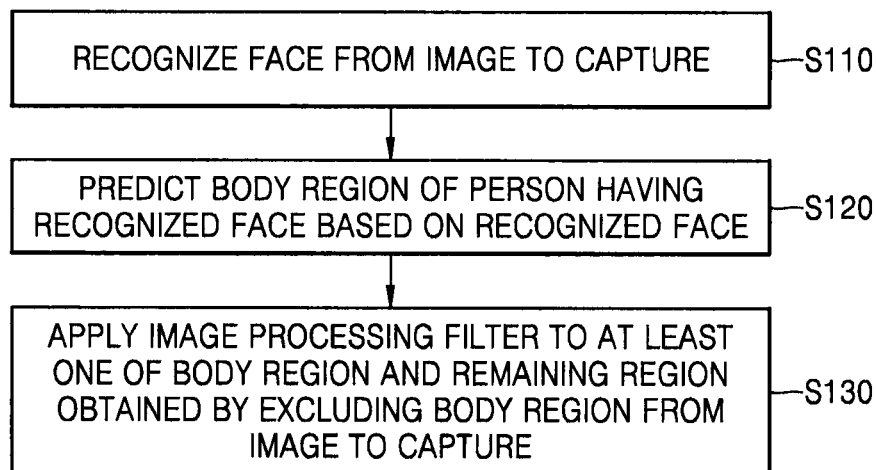 RECOGNIZE FACE FROM IMAGE TO CAPTURE
S110
PREDICT BODY REGION OF PERSON HAVING
RECOGNIZED FACE BASED ON RECOGNIZED FACE
S120
APPLY IMAGE PROCESSING FILTER TO AT LEAST
ONE OF BODY REGION AND REMAINING REGION
OBTAINED BY EXCLUDING BODY REGION FROM
IMAGE TO CAPTURE
S130